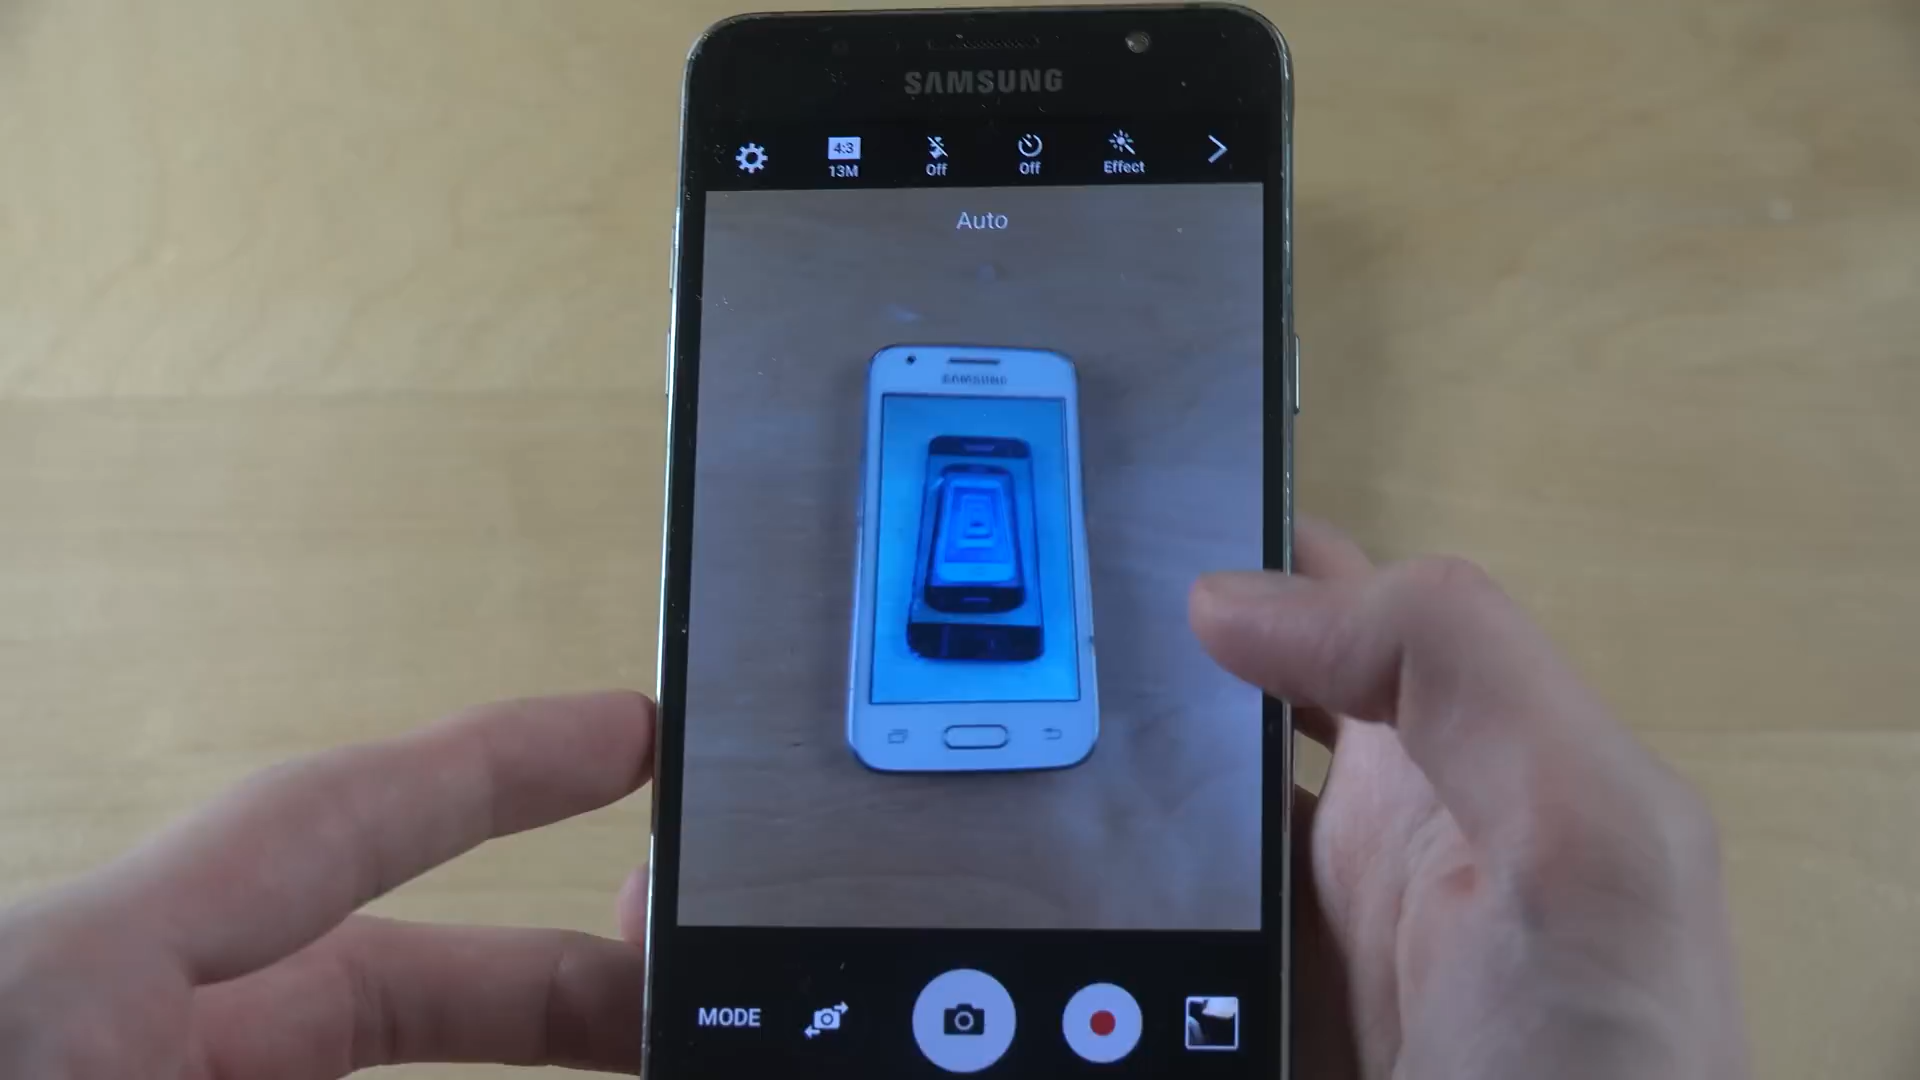 SAMSUNG
4:3
13M
Off
Off
Effect
Auto
SAMSUNG
MODE